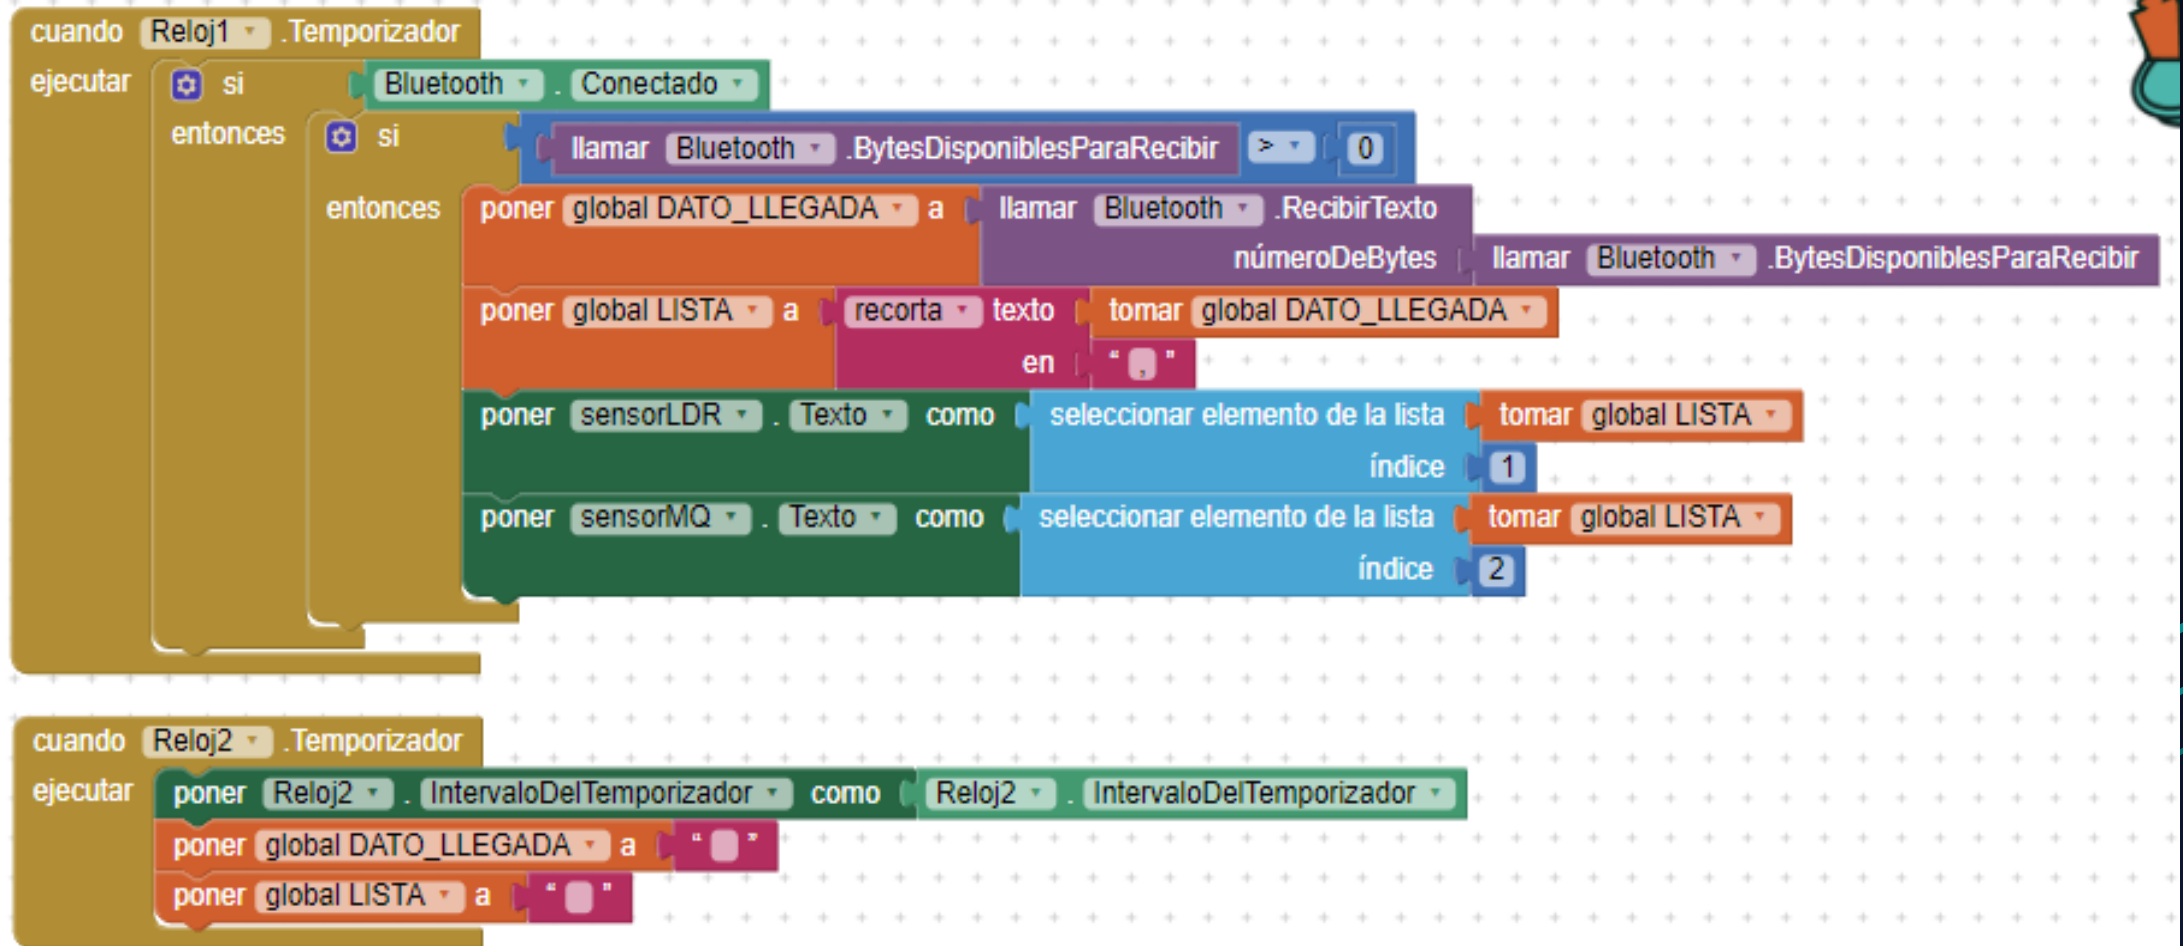 cuando Reloj1 .Temporizador
ejecutar si Bluetooth . Conectado
entonces si llamar Bluetooth .BytesDisponiblesParaRecibir > 0
entonces poner global DATO_LLEGADA a llamar Bluetooth .RecibirTexto
númeroDeBytes llamar Bluetooth .BytesDisponiblesParaRecibir
poner global LISTA a recorta texto tomar global DATO_LLEGADA
en " , "
poner sensorLDR . Texto como seleccionar elemento de la lista tomar global LISTA
índice 1
poner sensorMQ . Texto como seleccionar elemento de la lista tomar global LISTA
índice 2
cuando Reloj2 .Temporizador
ejecutar poner Reloj2 . IntervaloDelTemporizador como Reloj2 . IntervaloDelTemporizador
poner global DATO_LLEGADA a " "
poner global LISTA a " "